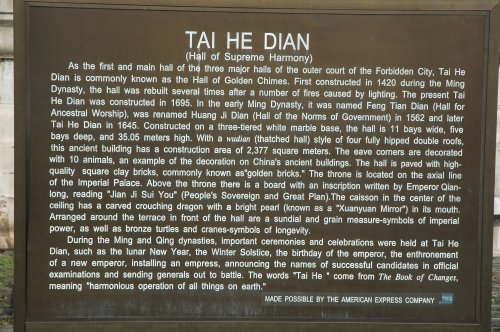 TAI HE DIAN
(Hall of Supreme Harmony)
As the first and main hall of the three major halls of the outer court of the Forbidden City, Tai He
Dian is commonly known as the Hall of Golden Chimes. First constructed in 1420 during the Ming
Dynasty, the hall was rebuilt several times after a number of fires caused by lighting. The present Tai
He Dian was constructed in 1695. In the early Ming Dynasty, it was named Feng Tian Dian (Hall for
Ancestral Worship), was renamed Huang Ji Dian (Hall of the Norms of Government) in 1562 and later
Tai He Dian in 1645. Constructed on a three-tiered white marble base, the hall is 11 bays wide, five
bays deep, and 35.05 meters high. With a wudian (thatched hall) style of four fully hipped double roofs,
this ancient building has a construction area of 2,377 square meters. The eave corners are decorated
with 10 animals, an example of the decoration on China's ancient buildings. The hall is paved with high-
quality square clay bricks, commonly known as"golden bricks." The throne is located on the axial line
of the Imperial Palace. Above the throne there is a board with an inscription written by Emperor Qian-
long, reading "Jian Ji Sui You" (People's Sovereign and Great Plan).The caisson in the center of the
ceiling has a carved crouching dragon with a bright pearl (known as a "Xuanyuan Mirror") in its mouth.
Arranged around the terrace in front of the hall are a sundial and grain measure-symbols of imperial
power, as well as bronze turtles and cranes-symbols of longevity.
During the Ming and Qing dynasties, important ceremonies and celebrations were held at Tai He
Dian, such as the lunar New Year, the Winter Solstice, the birthday of the emperor, the enthronement
of a new emperor, installing an empress, announcing the names of successful candidates in official
examinations and sending generals out to battle. The words "Tai He " come from The Book of Changes,
meaning "harmonious operation of all things on earth."
MADE POSSIBLE BY THE AMERICAN EXPRESS COMPANY